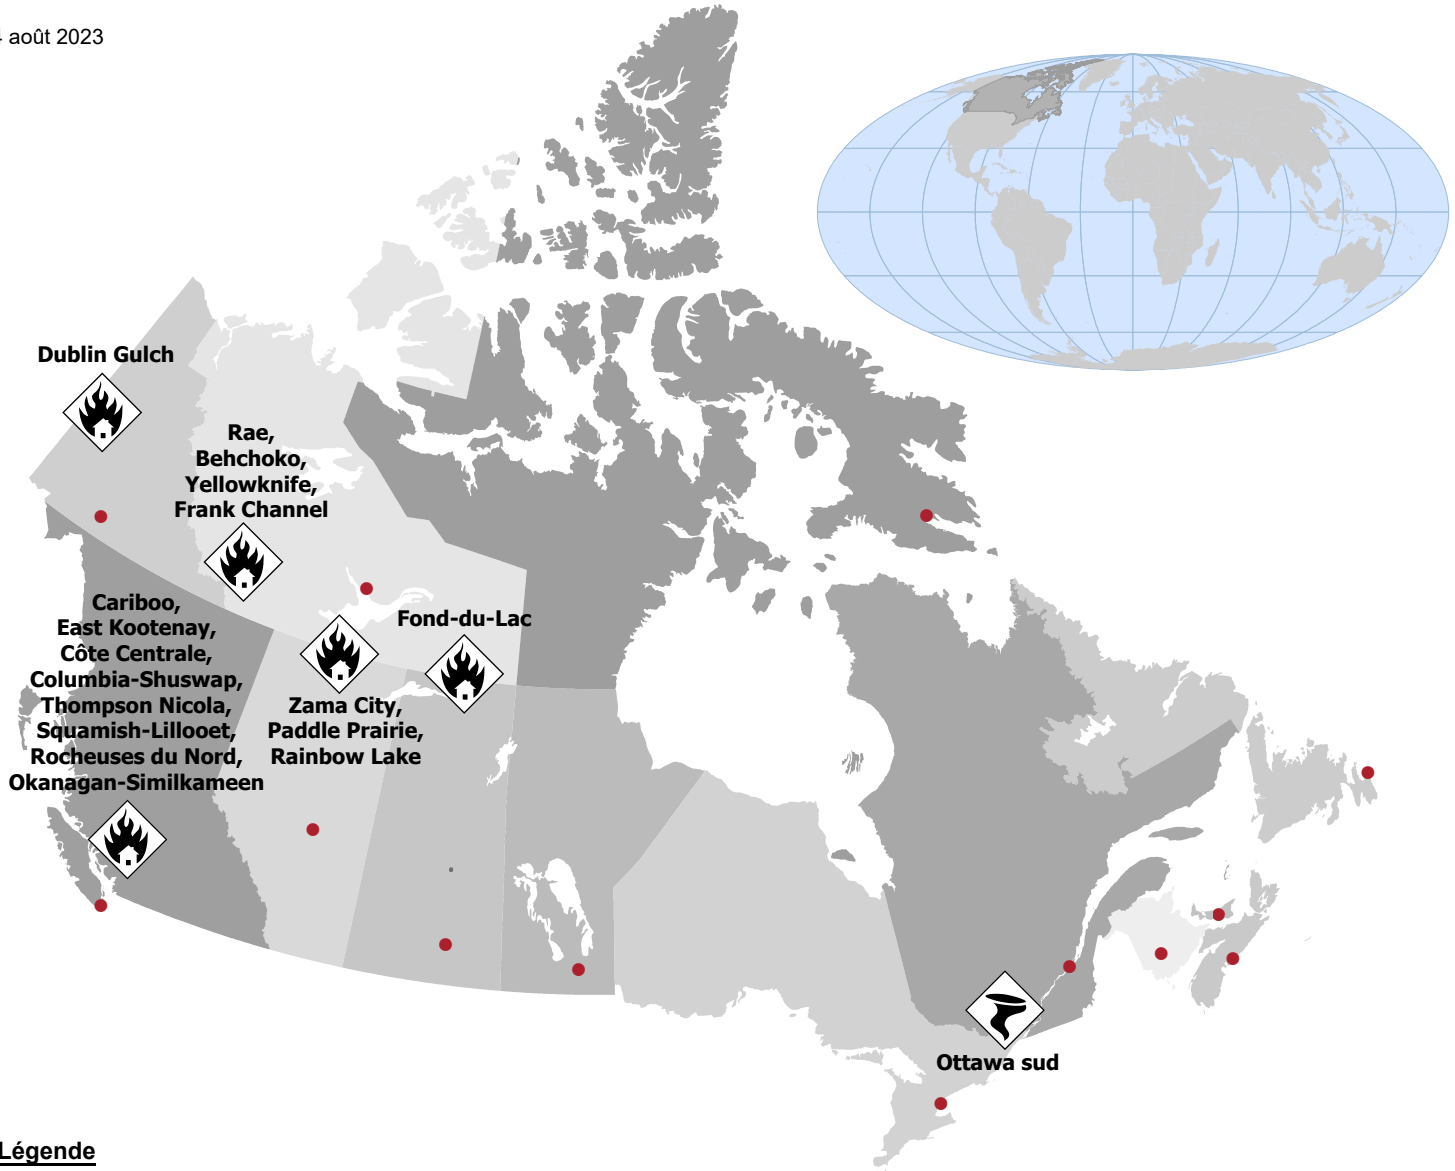 août 2023
Dublin Gulch
Rae,
Behchoko,
Yellowknife,
Frank Channel
Cariboo,
East Kootenay,
Côte Centrale,
Columbia-Shuswap,
Thompson Nicola,
Squamish-Lillooet,
Rocheuses du Nord,
Okanagan-Similkameen
Fond-du-Lac
Zama City,
Paddle Prairie,
Rainbow Lake
Ottawa sud
Légende